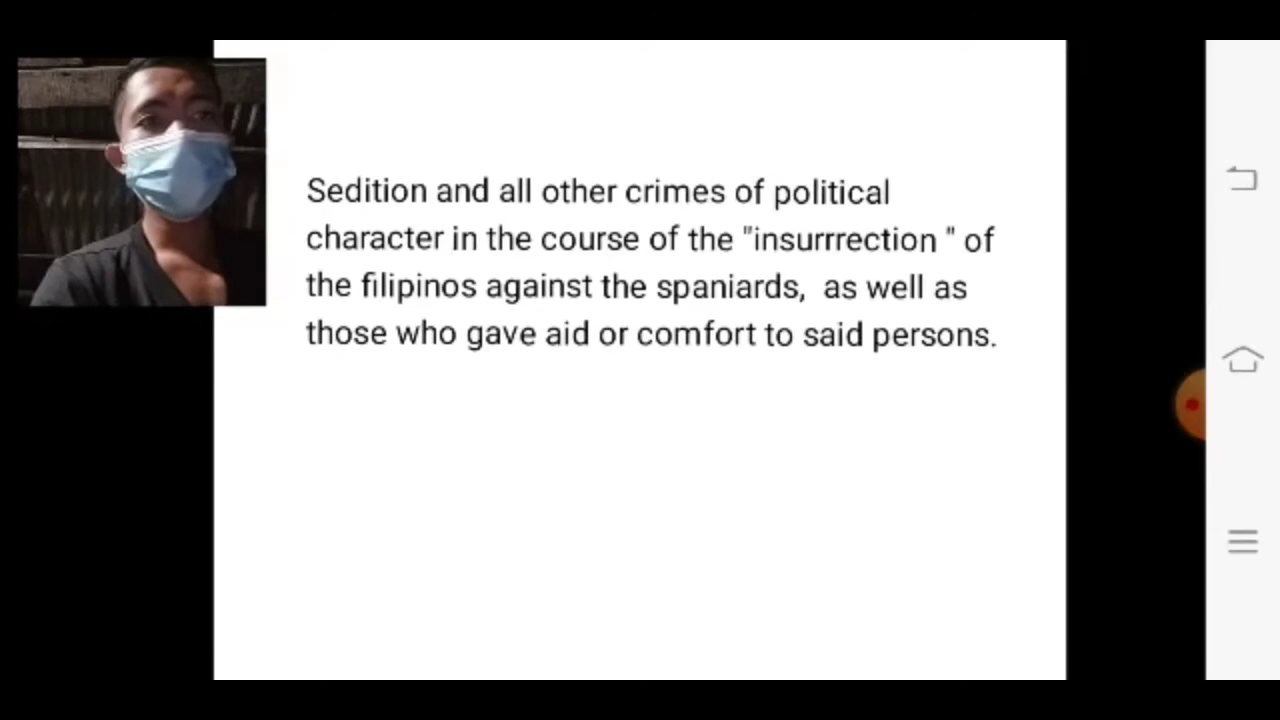 Sedition and all other crimes of political
character in the course of the "insurrrection " of
the filipinos against the spaniards,  as well as
those who gave aid or comfort to said persons.